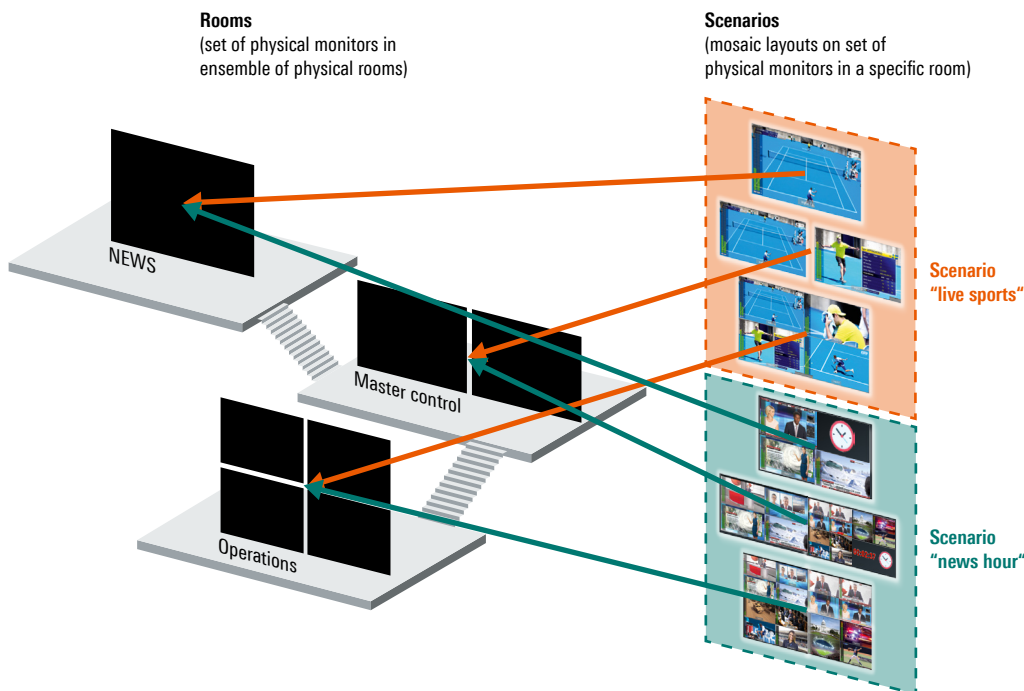 Rooms
(set of physical monitors in
ensemble of physical rooms)
Scenarios
(mosaic layouts on set of
physical monitors in a specific room)
NEWS
Master control
Operations
Scenario
“live sports“
Scenario
“news hour“